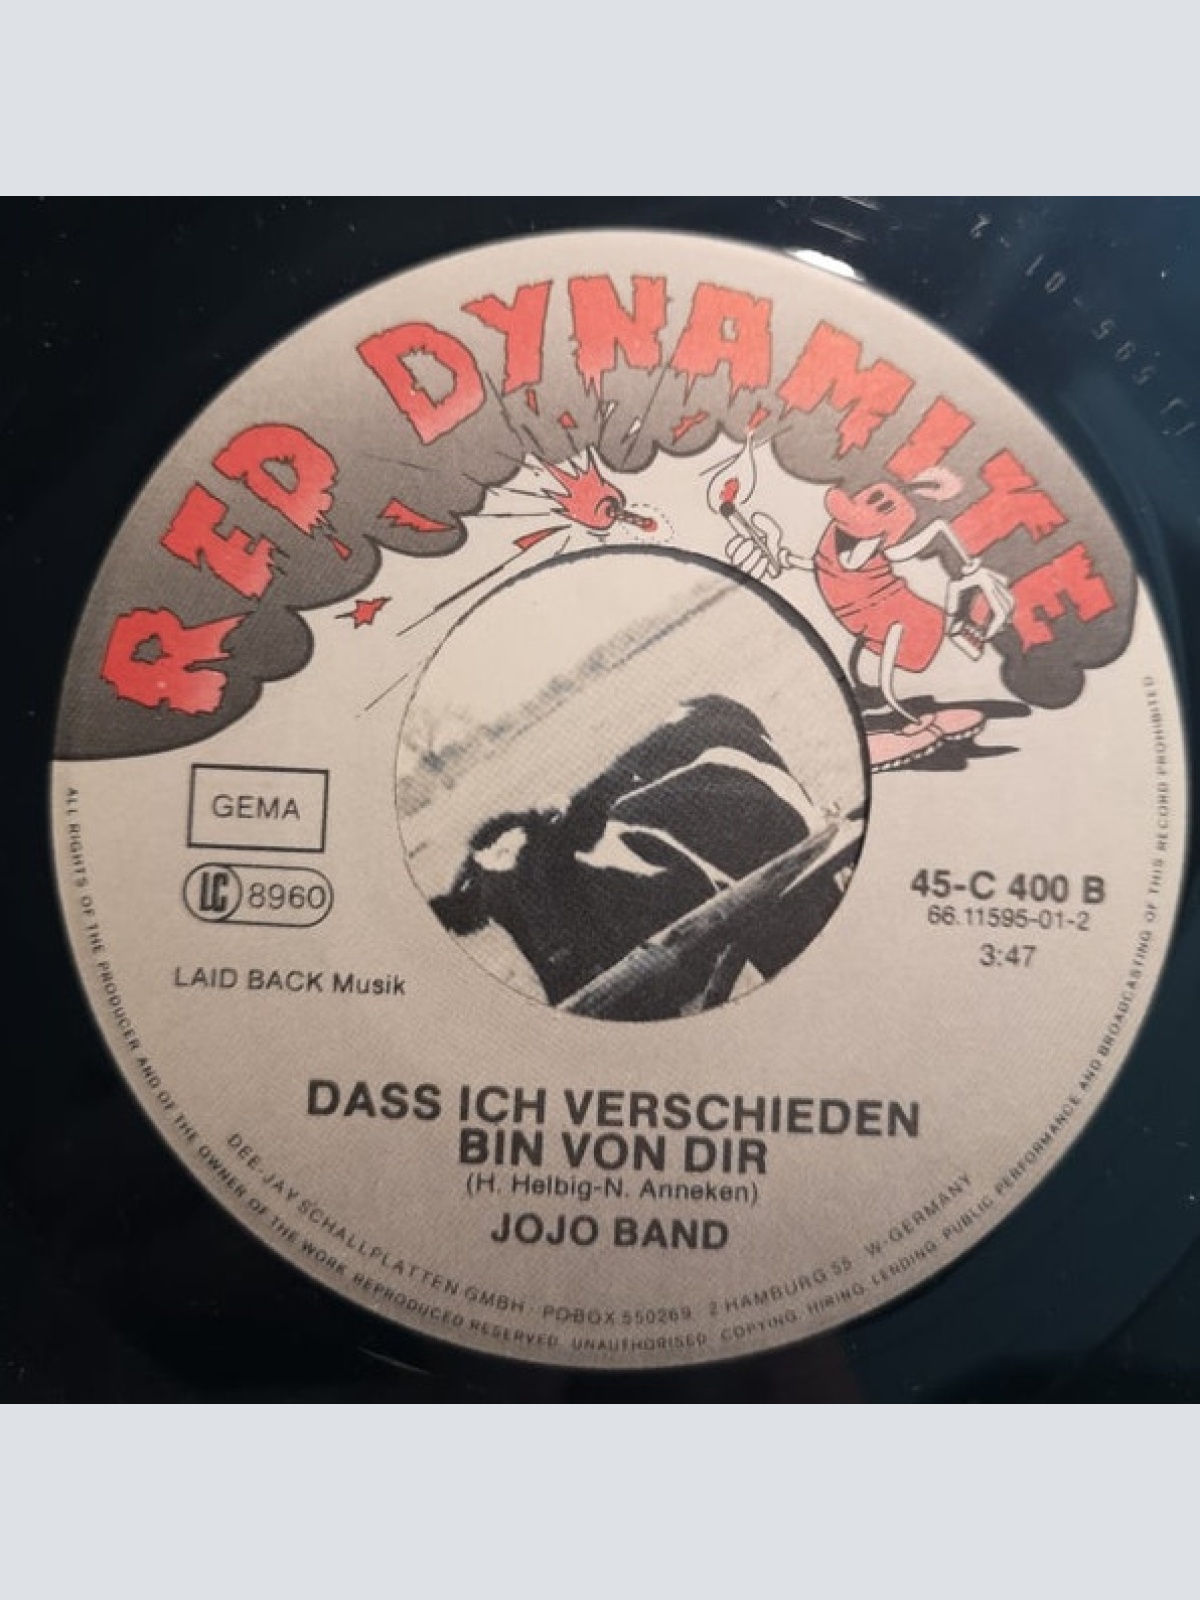 RED DYNAMITE
GEMA
LC 8960
LAID BACK Musik
45-C 400 B
66.11595-01-2
3:47
DASS ICH VERSCHIEDEN
BIN VON DIR
(H. Helbig-N. Anneken)
JOJO BAND
DEE-JAY SCHALLPLATTEN GMBH · PO-BOX 550269 2 HAMBURG 55 W-GERMANY
ALL RIGHTS OF THE PRODUCER AND OF THE OWNER OF THE WORK REPRODUCED RESERVED. UNAUTHORISED COPYING, HIRING, LENDING, PUBLIC PERFORMANCE AND BROADCASTING OF THIS RECORD PROHIBITED